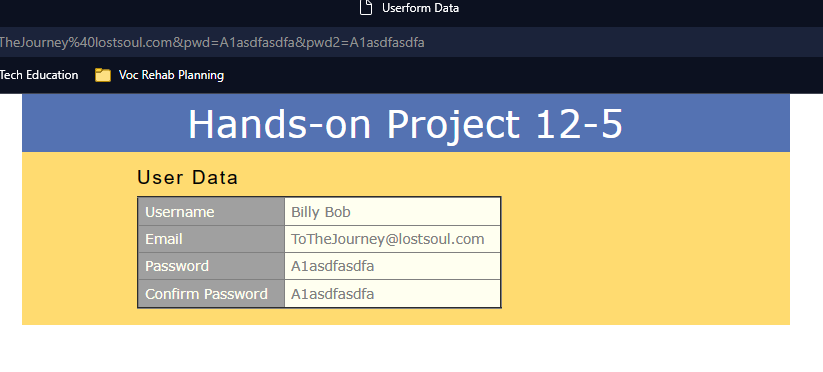 Userform Data
TheJourney%40lostsoul.com&pwd=A1asdfasdfa&pwd2=A1asdfasdfa
Tech Education Voc Rehab Planning
Hands-on Project 12-5
User Data
Username Billy Bob
Email ToTheJourney@lostsoul.com
Password A1asdfasdfa
Confirm Password A1asdfasdfa